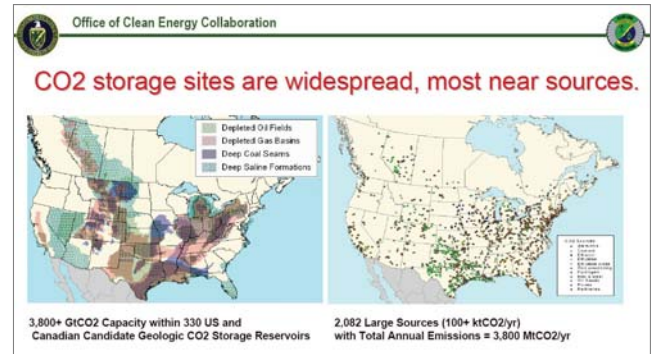 Office of Clean Energy Collaboration
CO2 storage sites are widespread, most near sources.
Depleted Oil Fields
Depleted Gas Basins
Deep Coal Seams
Deep Saline Formations
3,800+ GtCO2 Capacity within 330 US and
Canadian Candidate Geologic CO2 Storage Reservoirs
2,082 Large Sources (100+ ktCO2/yr)
with Total Annual Emissions = 3,800 MtCO2/yr